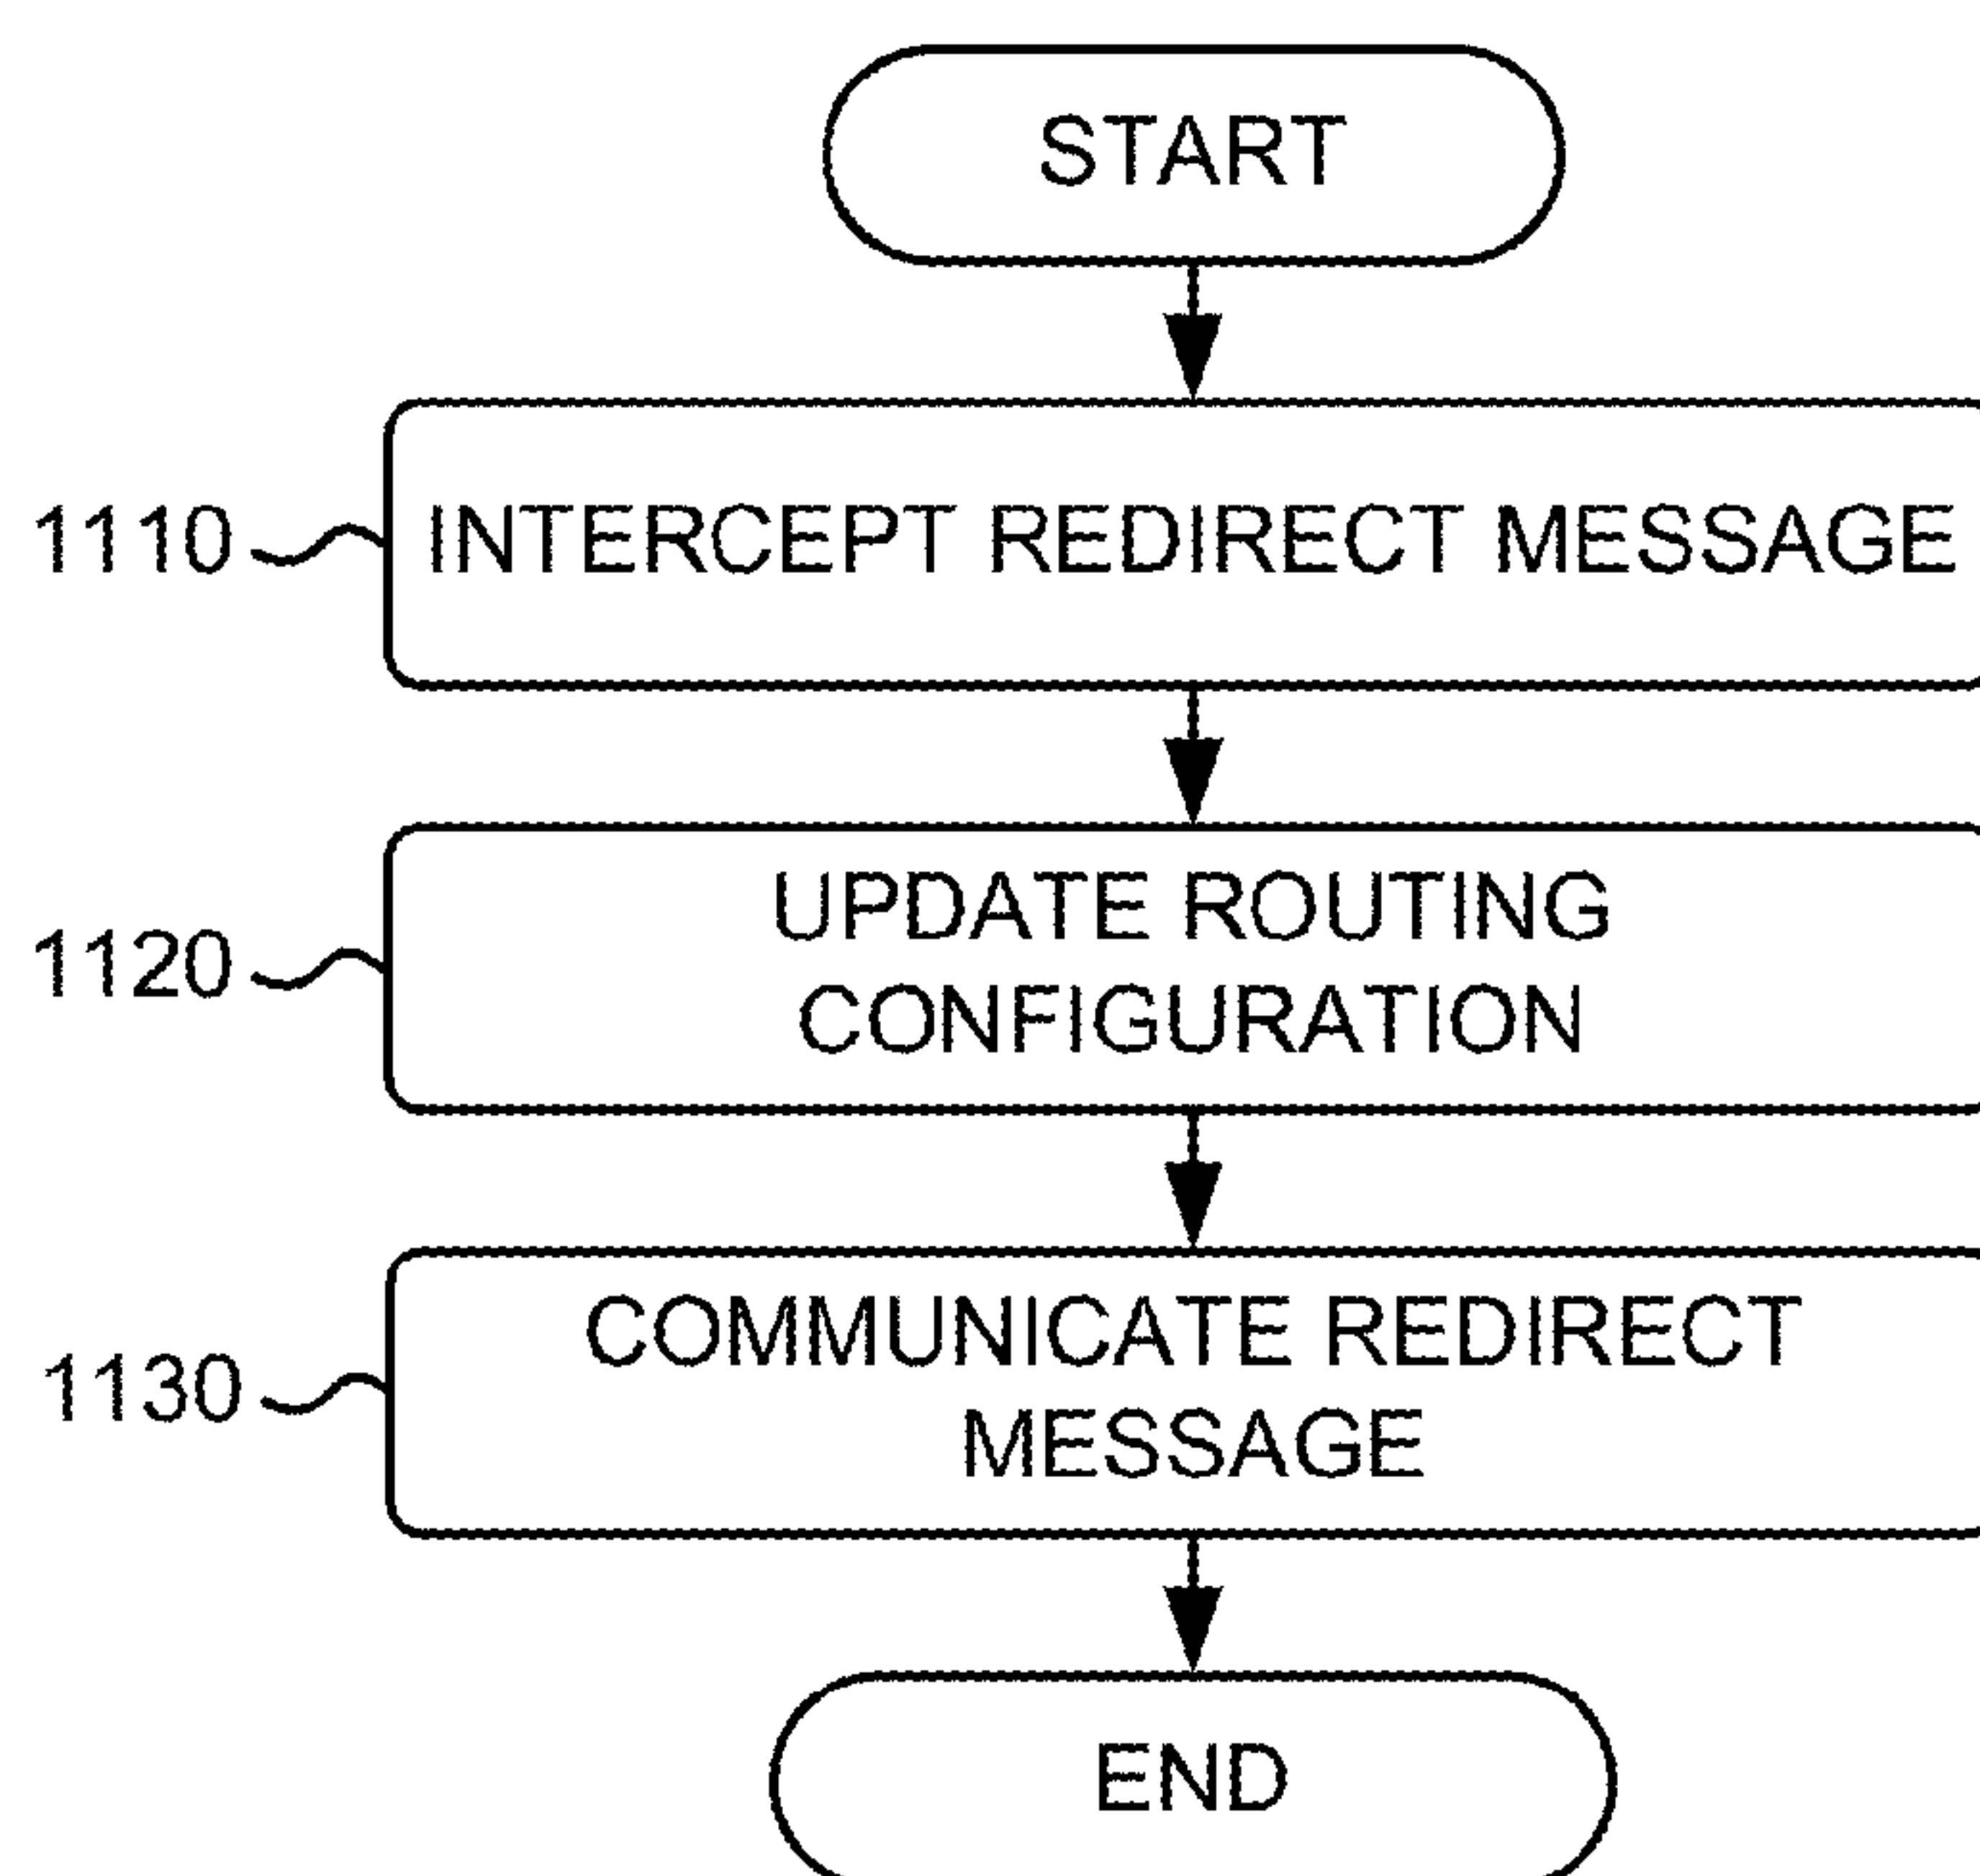 START
1110
INTERCEPT REDIRECT MESSAGE
1120
UPDATE ROUTING
CONFIGURATION
1130
COMMUNICATE REDIRECT
MESSAGE
END